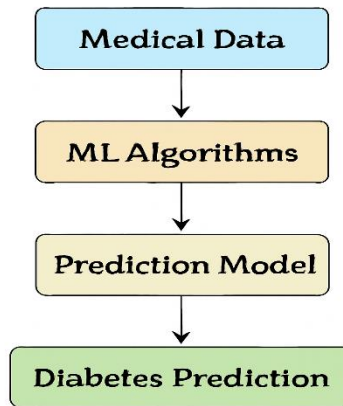 Medical Data
ML Algorithms
Prediction Model
Diabetes Prediction